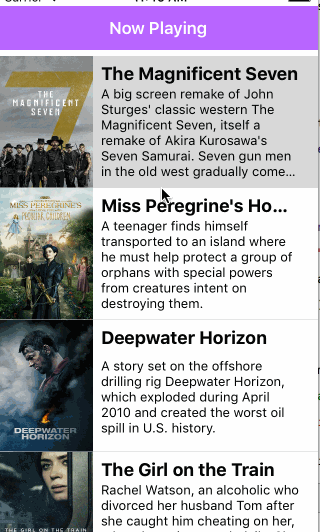 Now Playing
THE
MAGNIFICENT
SEVEN
7
The Magnificent Seven
A big screen remake of John
Sturges' classic western The
Magnificent Seven, itself a
remake of Akira Kurosawa's
Seven Samurai. Seven gun men
in the old west gradually come...
MISS PEREGRINE'S
Miss Peregrine's Ho...
A teenager finds himself
transported to an island where
he must help protect a group of
orphans with special powers
from creatures intent on
destroying them.
DEEPWATER
HORIZON
Deepwater Horizon
A story set on the offshore
drilling rig Deepwater Horizon,
which exploded during April
2010 and created the worst oil
spill in U.S. history.
THE GIRL ON THE TRAIN
The Girl on the Train
Rachel Watson, an alcoholic who
divorced her husband Tom after
she caught him cheating on her,